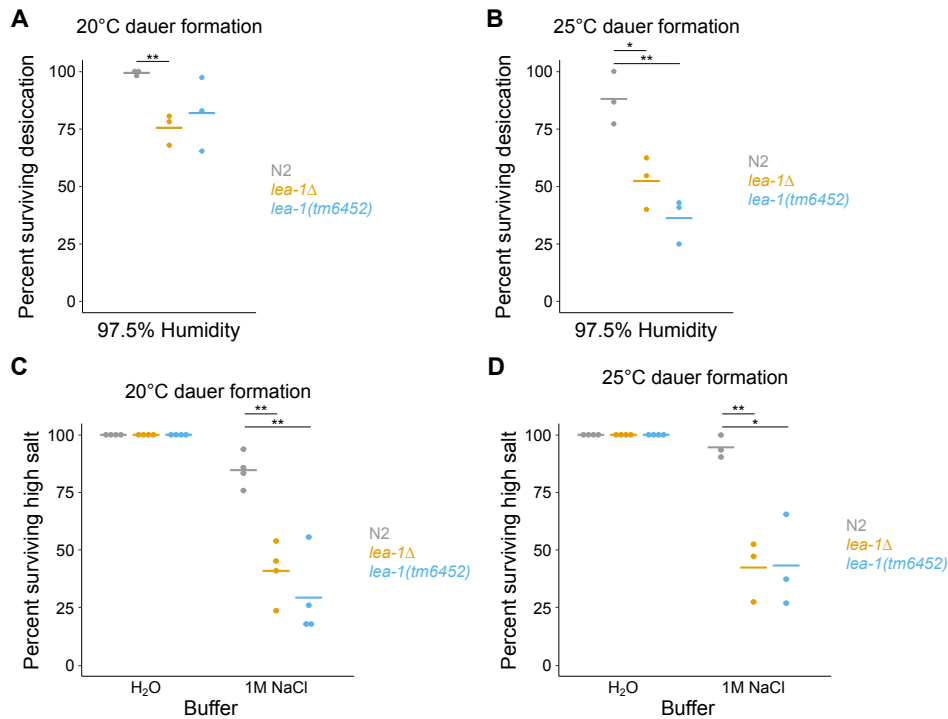 A
20°C dauer formation
**
100
75
50
25
0
Percent surviving desiccation
97.5% Humidity
N2
lea-1Δ
lea-1(tm6452)
B
25°C dauer formation
*
**
100
75
50
25
0
Percent surviving desiccation
97.5% Humidity
N2
lea-1Δ
lea-1(tm6452)
C
20°C dauer formation
**
**
100
75
50
25
0
Percent surviving high salt
H₂O
1M NaCl
Buffer
N2
lea-1Δ
lea-1(tm6452)
D
25°C dauer formation
**
*
100
75
50
25
0
Percent surviving high salt
H₂O
1M NaCl
Buffer
N2
lea-1Δ
lea-1(tm6452)